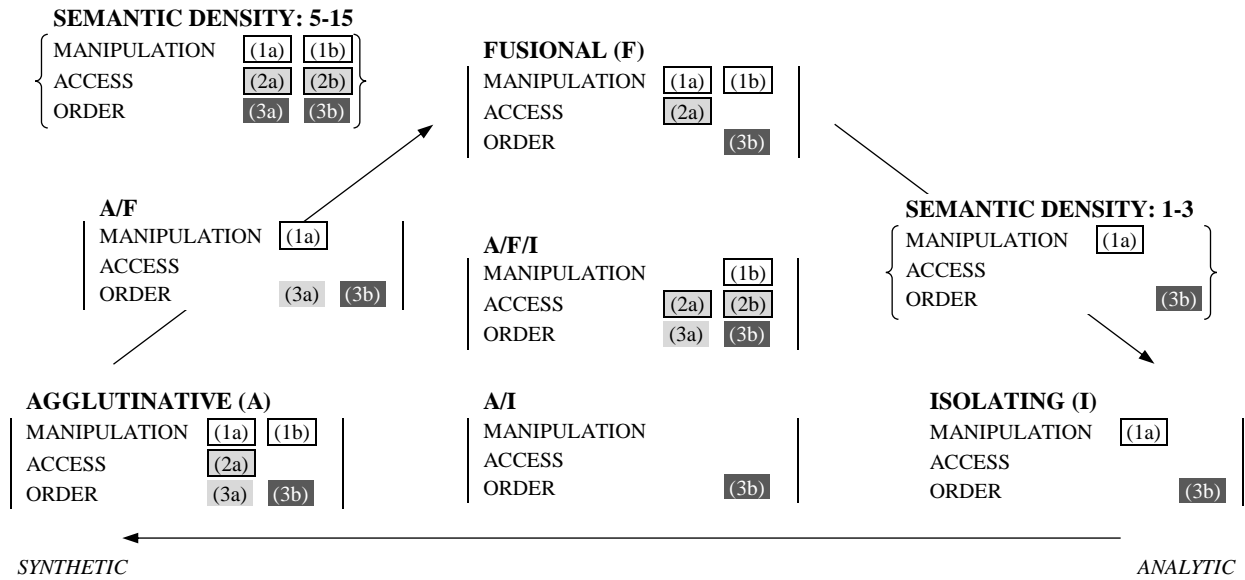 SEMANTIC DENSITY: 5-15
MANIPULATION (1a) (1b)
ACCESS (2a) (2b)
ORDER (3a) (3b)
FUSIONAL (F)
MANIPULATION (1a) (1b)
ACCESS (2a)
ORDER (3b)
A/F
MANIPULATION (1a)
ACCESS
ORDER (3a) (3b)
A/F/I
MANIPULATION (1b)
ACCESS (2a) (2b)
ORDER (3a) (3b)
SEMANTIC DENSITY: 1-3
MANIPULATION (1a)
ACCESS
ORDER (3b)
AGGLUTINATIVE (A)
MANIPULATION (1a) (1b)
ACCESS (2a)
ORDER (3a) (3b)
A/I
MANIPULATION
ACCESS
ORDER (3b)
ISOLATING (I)
MANIPULATION (1a)
ACCESS
ORDER (3b)
SYNTHETIC
ANALYTIC